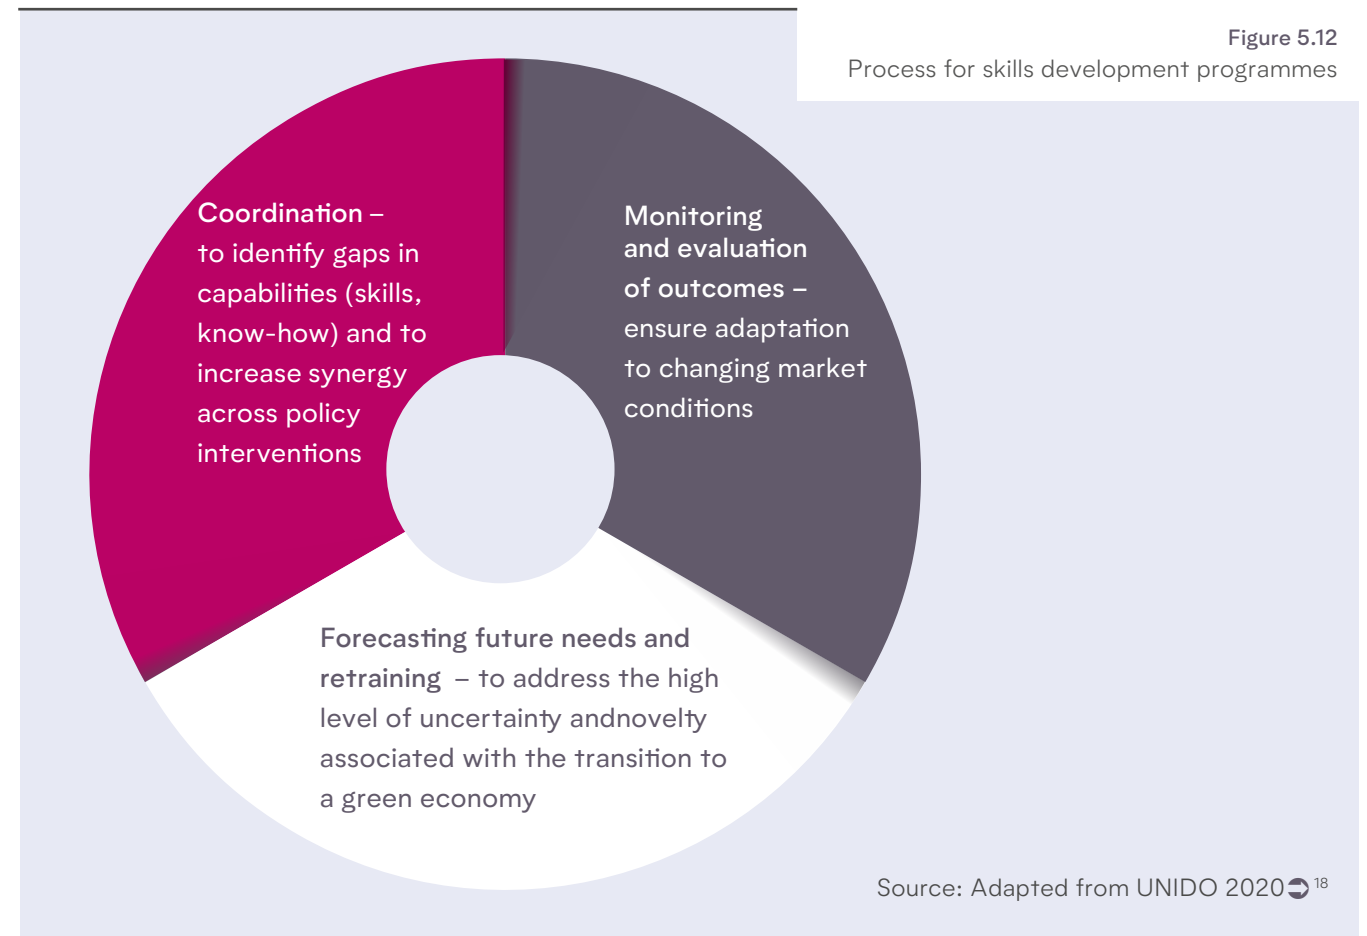 Figure 5.12
Process for skills development programmes
Coordination –
to identify gaps in
capabilities (skills,
know-how) and to
increase synergy
across policy
interventions
Monitoring
and evaluation
of outcomes –
ensure adaptation
to changing market
conditions
Forecasting future needs and
retraining – to address the high
level of uncertainty andnovelty
associated with the transition to
a green economy
Source: Adapted from UNIDO 2020 18